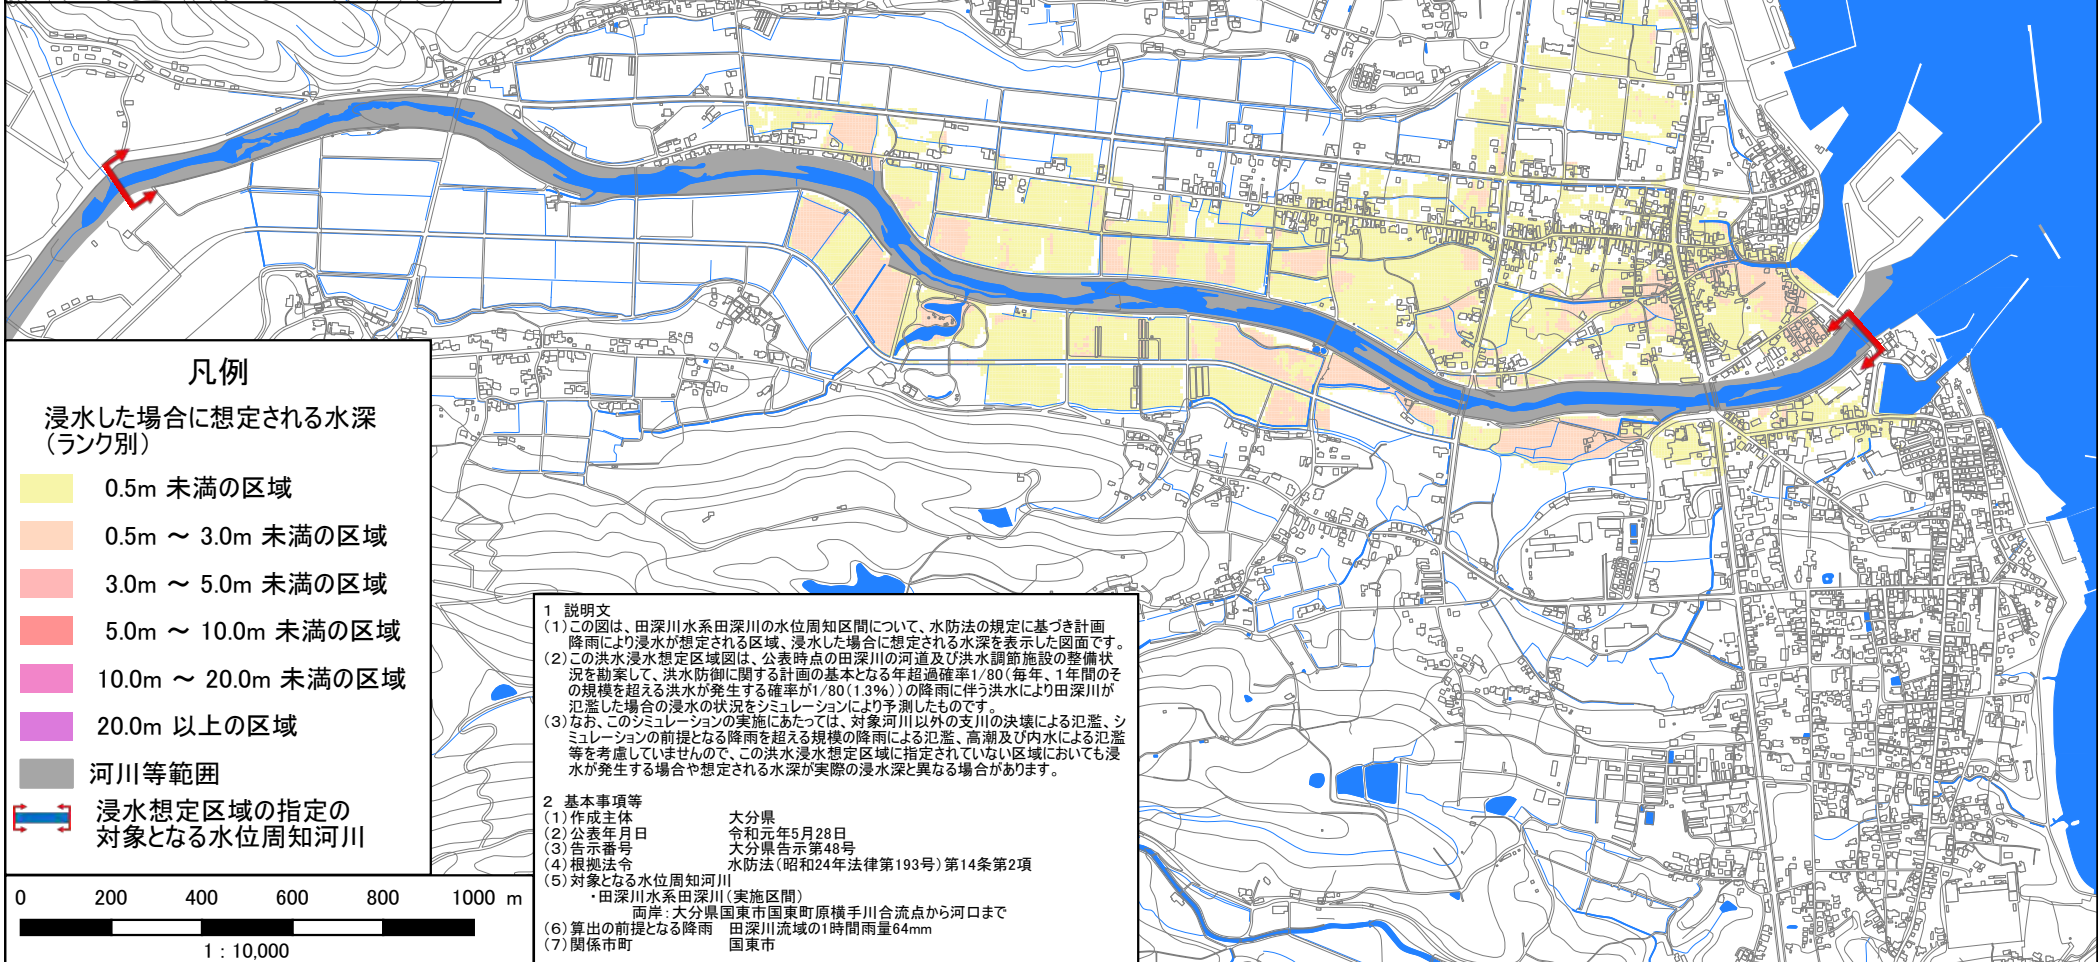 凡例
浸水した場合に想定される水深
(ランク別)
0.5m 未満の区域
0.5m ～ 3.0m 未満の区域
3.0m ～ 5.0m 未満の区域
5.0m ～ 10.0m 未満の区域
10.0m ～ 20.0m 未満の区域
20.0m 以上の区域
河川等範囲
浸水想定区域の指定の
対象となる水位周知河川
0 200 400 600 800 1000 m
1 : 10,000
1 説明文
(1)この図は、田深川水系田深川の水位周知区間について、水防法の規定に基づき計画
降雨により浸水が想定される区域、浸水した場合に想定される水深を表示した図面です。
(2)この洪水浸水想定区域図は、公表時点の田深川の河道及び洪水調節施設の整備状
況を勘案して、洪水防御に関する計画の基本となる年超過確率1/80(毎年、1年間のそ
の規模を超える洪水が発生する確率が1/80(1.3%))の降雨に伴う洪水により田深川が
氾濫した場合の浸水の状況をシミュレーションにより予測したものです。
(3)なお、このシミュレーションの実施にあたっては、対象河川以外の支川の決壊による氾濫、シ
ミュレーションの前提となる降雨を超える規模の降雨による氾濫、高潮及び内水による氾濫
等を考慮していませんので、この洪水浸水想定区域に指定されていない区域においても浸
水が発生する場合や想定される水深が実際の浸水深と異なる場合があります。
2 基本事項等
(1)作成主体 大分県
(2)公表年月日 令和元年5月28日
(3)告示番号 大分県告示第48号
(4)根拠法令 水防法(昭和24年法律第193号)第14条第2項
(5)対象となる水位周知河川
・田深川水系田深川(実施区間)
両岸:大分県国東市国東町原横手川合流点から河口まで
(6)算出の前提となる降雨 田深川流域の1時間雨量64mm
(7)関係市町 国東市